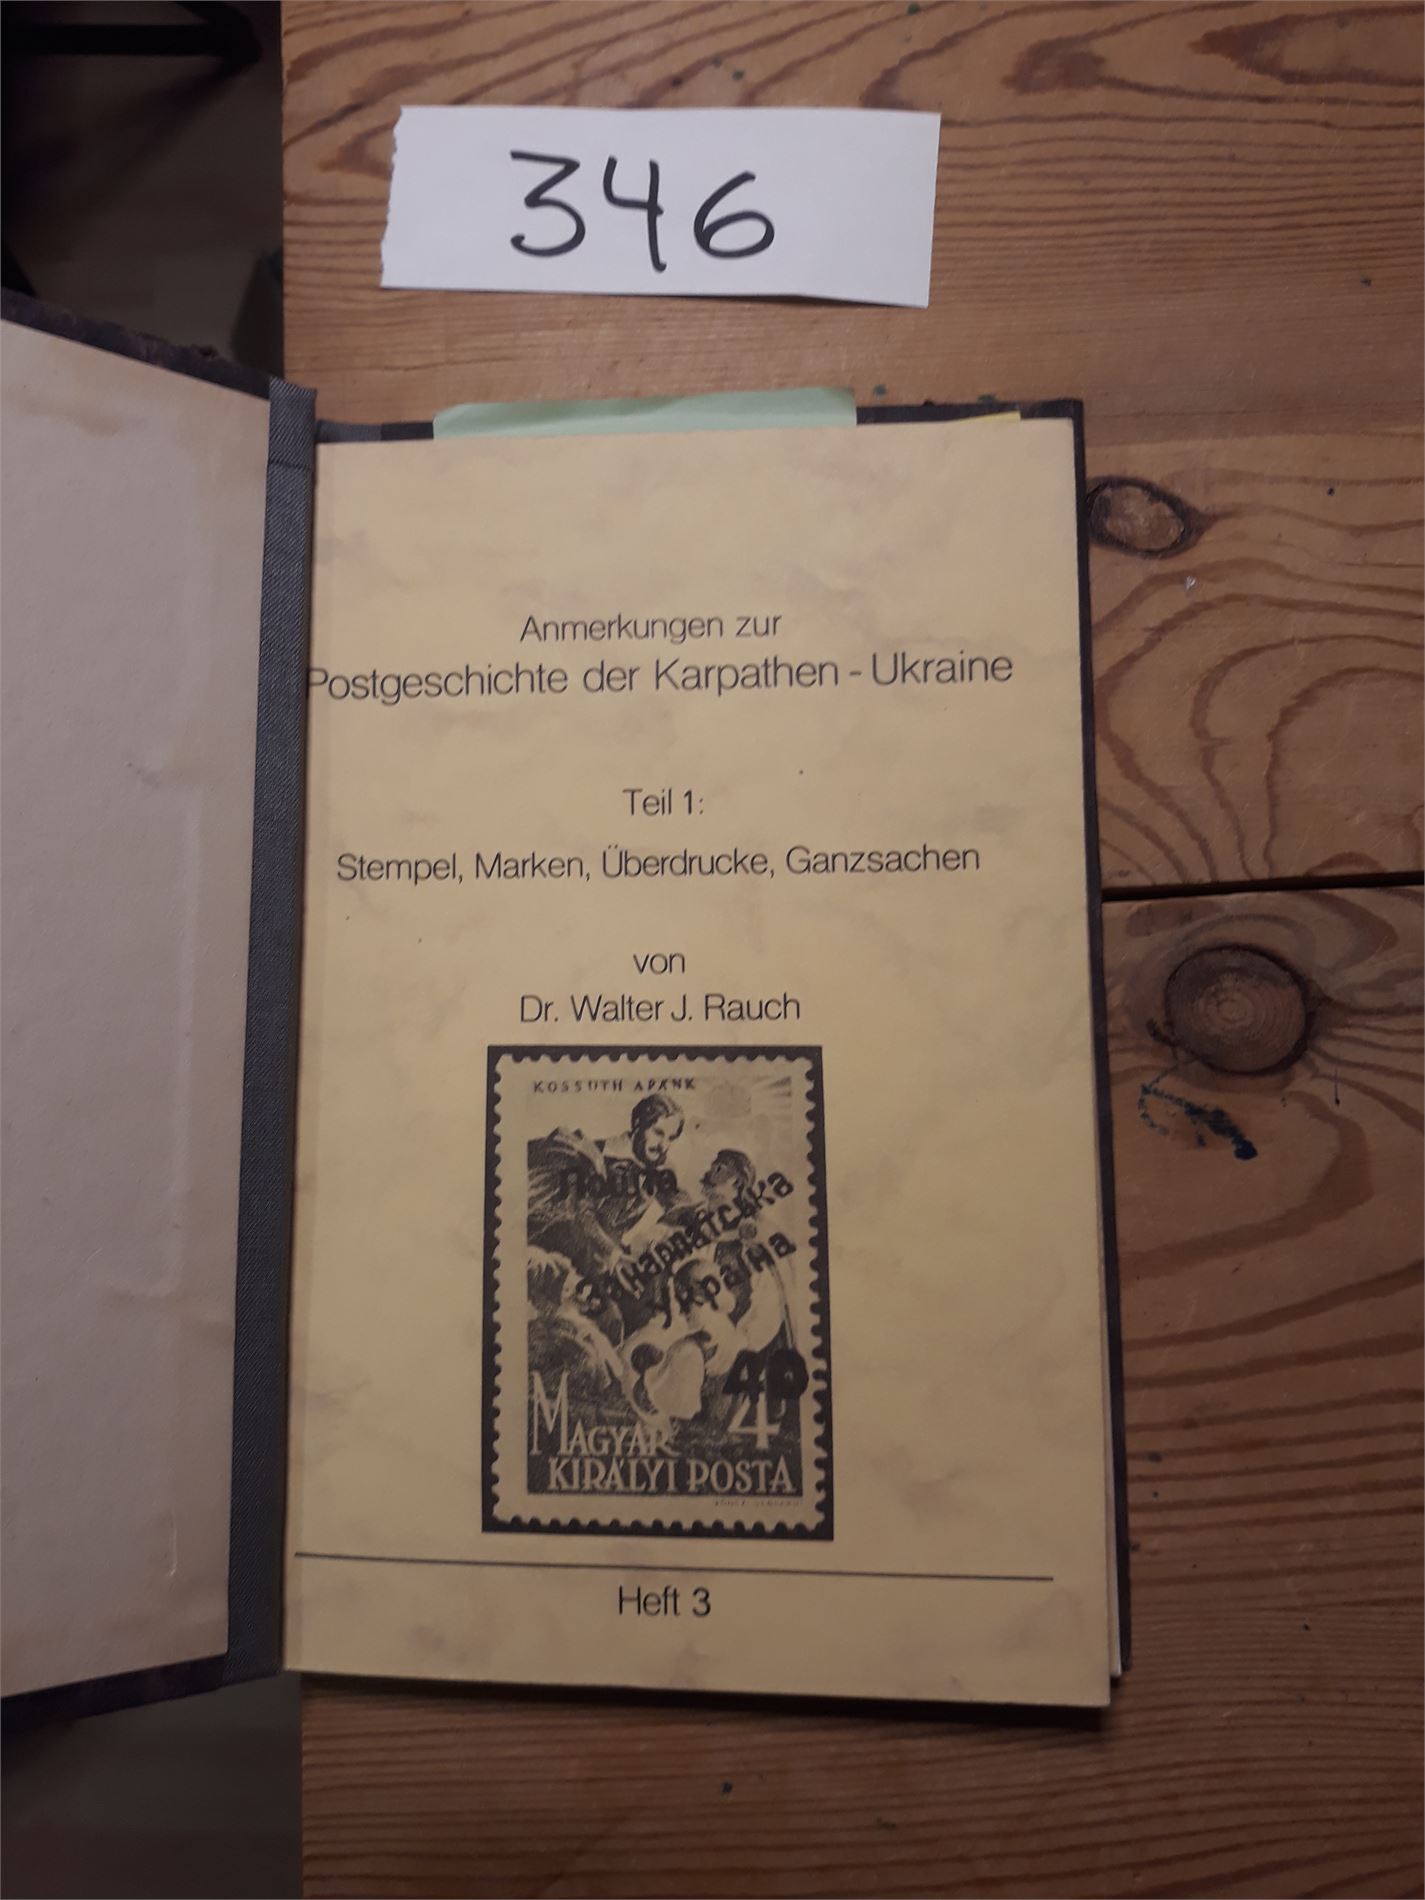 346
Anmerkungen zur
Postgeschichte der Karpathen - Ukraine
Teil 1:
Stempel, Marken, Überdrucke, Ganzsachen
von
Dr. Walter J. Rauch
KOSSUTH APÁNK
Пошта
Закарпатська
Україна
40
4
MAGYAR
KIRÁLYI POSTA
Heft 3